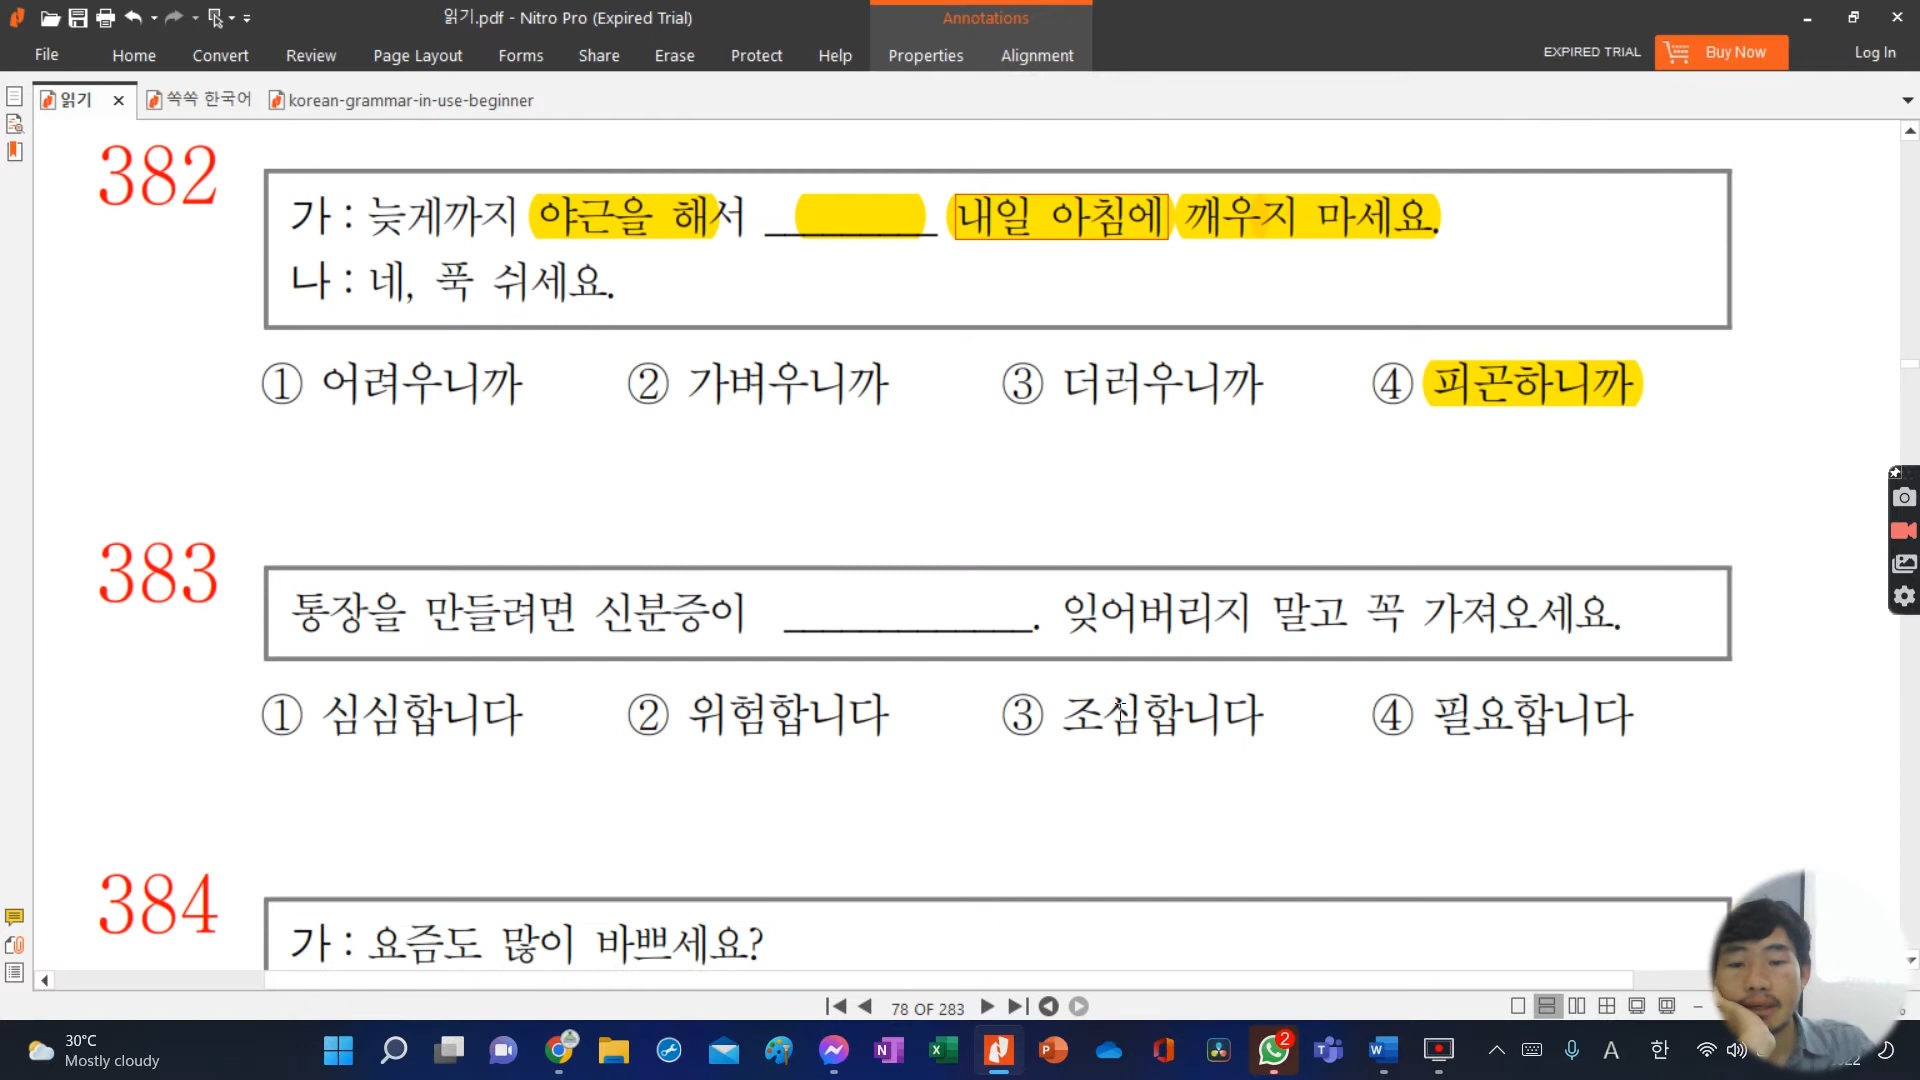 읽기.pdf - Nitro Pro (Expired Trial)
Annotations
File Home Convert Review Page Layout Forms Share Erase Protect Help Properties Alignment
EXPIRED TRIAL Buy Now Log In
읽기 쏙쏙 한국어 korean-grammar-in-use-beginner
382
가 : 늦게까지 야근을 해서 __________ 내일 아침에 깨우지 마세요.
나 : 네, 푹 쉬세요.
① 어려우니까 ② 가벼우니까 ③ 더러우니까 ④ 피곤하니까
383
통장을 만들려면 신분증이 ______________. 잊어버리지 말고 꼭 가져오세요.
① 심심합니다 ② 위험합니다 ③ 조심합니다 ④ 필요합니다
384
가 : 요즘도 많이 바쁘세요?
78 OF 283
30°C
Mostly cloudy
2
A 한